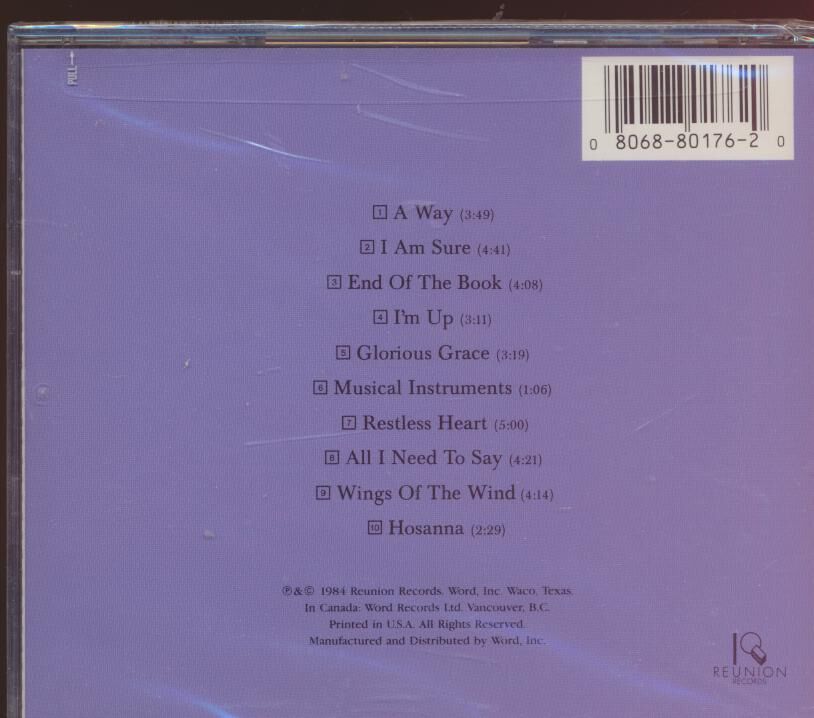 PULL→
0 8068-80176-2 0
1 A Way (3:49)
2 I Am Sure (4:41)
3 End Of The Book (4:08)
4 I'm Up (3:11)
5 Glorious Grace (3:19)
6 Musical Instruments (1:06)
7 Restless Heart (5:00)
8 All I Need To Say (4:21)
9 Wings Of The Wind (4:14)
10 Hosanna (2:29)
℗&© 1984 Reunion Records. Word, Inc. Waco, Texas.
In Canada: Word Records Ltd. Vancouver, B.C.
Printed in U.S.A. All Rights Reserved.
Manufactured and Distributed by Word, Inc.
REUNION
RECORDS